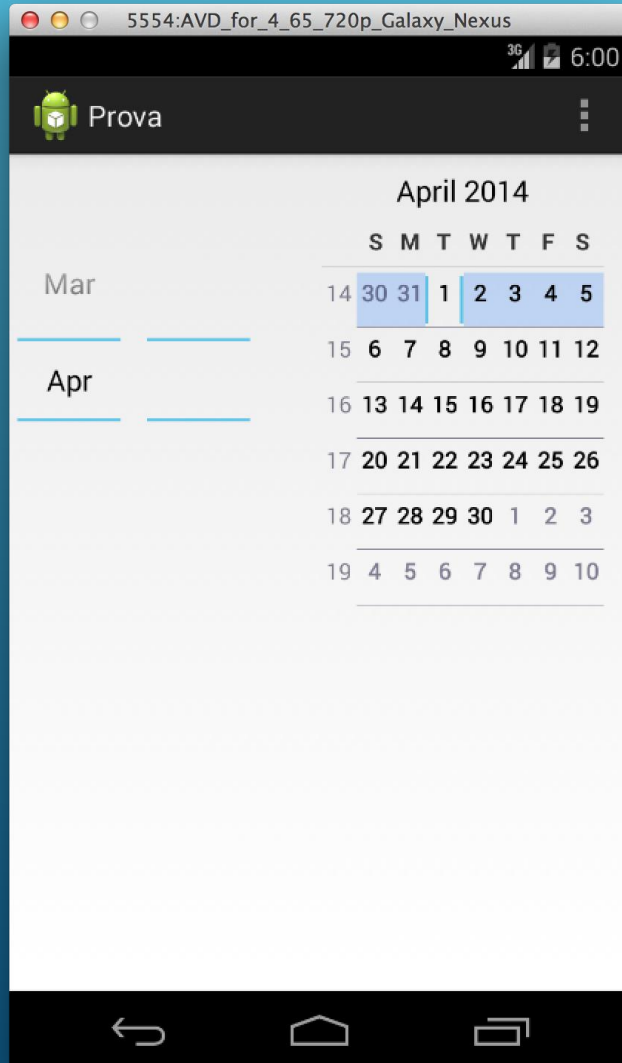 5554:AVD_for_4_65_720p_Galaxy_Nexus
3G 6:00
Prova
April 2014
S M T W T F S
Mar
14 30 31 1 2 3 4 5
15 6 7 8 9 10 11 12
Apr
16 13 14 15 16 17 18 19
17 20 21 22 23 24 25 26
18 27 28 29 30 1 2 3
19 4 5 6 7 8 9 10